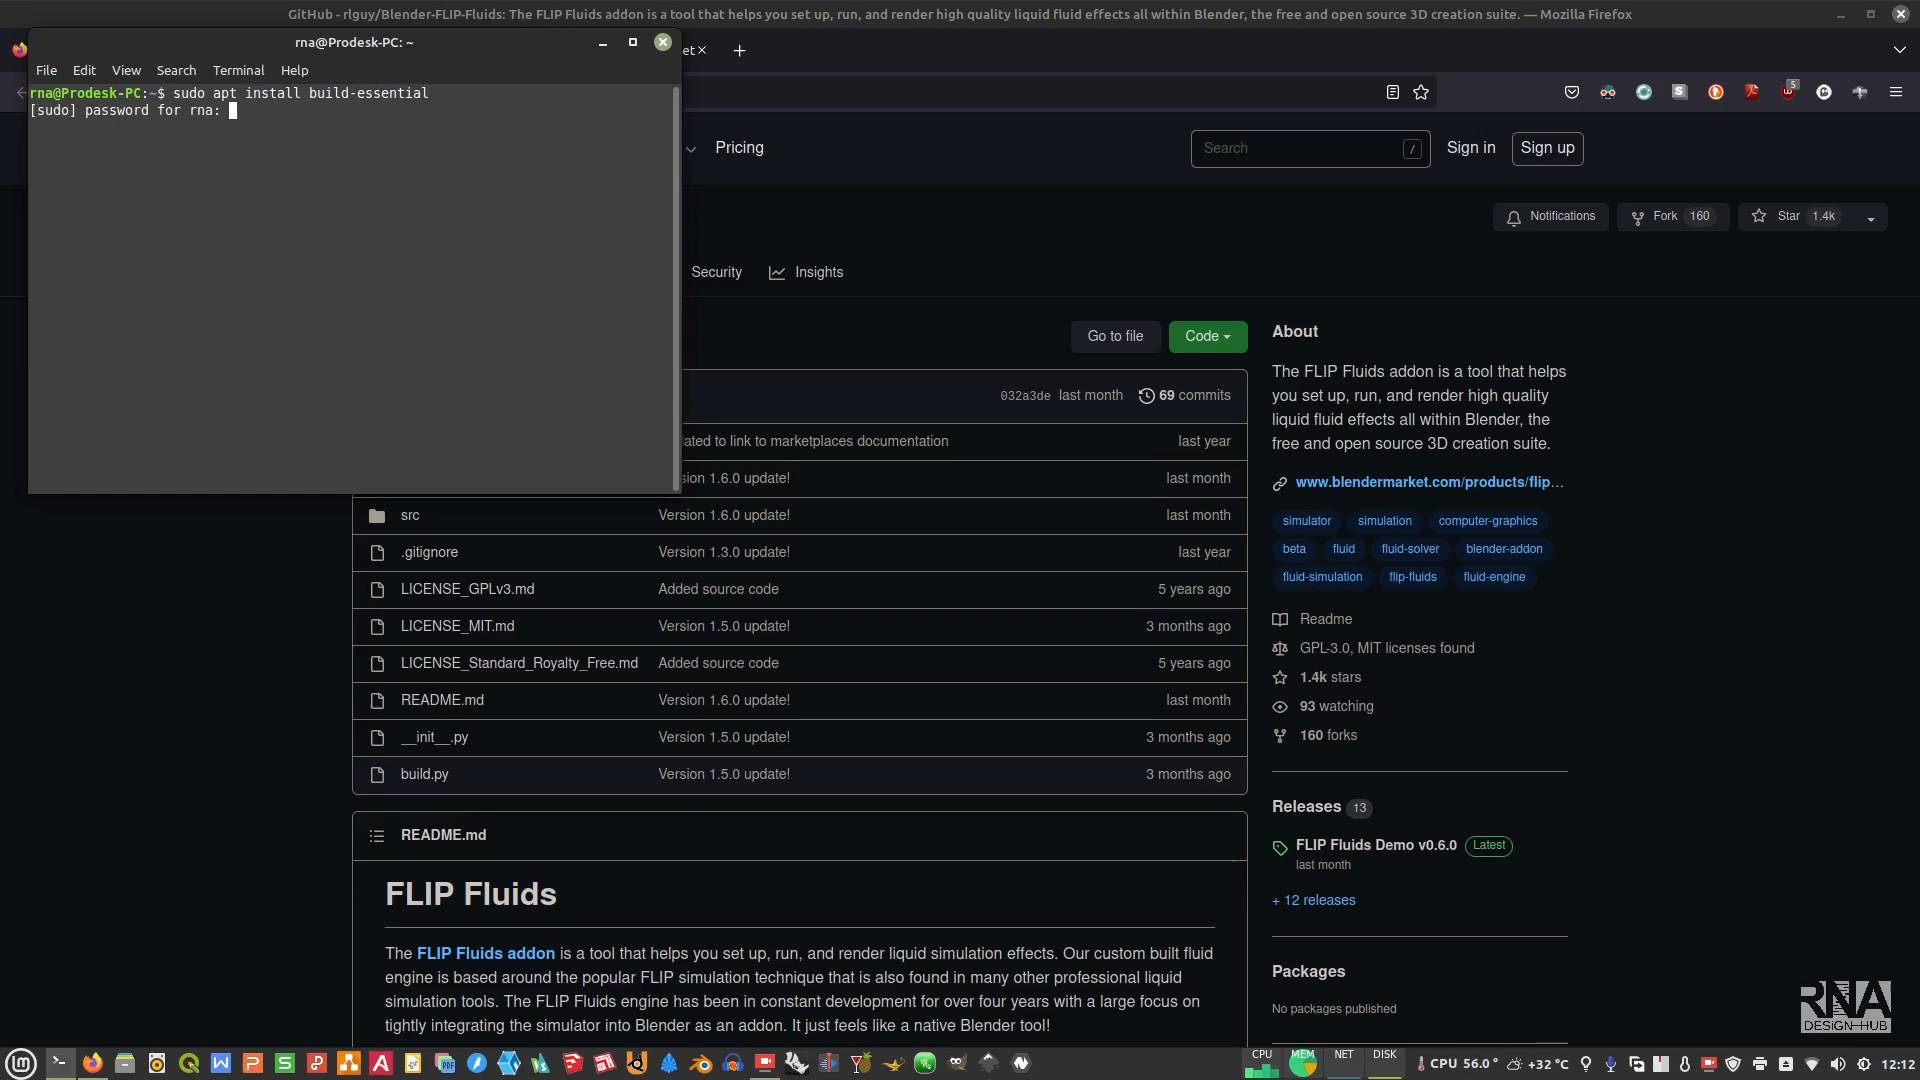 GitHub - rlguy/Blender-FLIP-Fluids: The FLIP Fluids addon is a tool that helps you set up, run, and render high quality liquid fluid effects all within Blender, the free and open source 3D creation suite. — Mozilla Firefox
rna@Prodesk-PC: ~
et
File Edit View Search Terminal Help
rna@Prodesk-PC:~$ sudo apt install build-essential
[sudo] password for rna:
5
Pricing
Search /
Sign in
Sign up
Notifications
Fork 160
Star 1.4k
Security
Insights
Go to file
Code
032a3de last month 69 commits
ated to link to marketplaces documentation last year
sion 1.6.0 update! last month
src Version 1.6.0 update! last month
.gitignore Version 1.3.0 update! last year
LICENSE_GPLv3.md Added source code 5 years ago
LICENSE_MIT.md Version 1.5.0 update! 3 months ago
LICENSE_Standard_Royalty_Free.md Added source code 5 years ago
README.md Version 1.6.0 update! last month
__init__.py Version 1.5.0 update! 3 months ago
build.py Version 1.5.0 update! 3 months ago
README.md
FLIP Fluids
The FLIP Fluids addon is a tool that helps you set up, run, and render liquid simulation effects. Our custom built fluid
engine is based around the popular FLIP simulation technique that is also found in many other professional liquid
simulation tools. The FLIP Fluids engine has been in constant development for over four years with a large focus on
tightly integrating the simulator into Blender as an addon. It just feels like a native Blender tool!
About
The FLIP Fluids addon is a tool that helps
you set up, run, and render high quality
liquid fluid effects all within Blender, the
free and open source 3D creation suite.
www.blendermarket.com/products/flip…
simulator simulation computer-graphics
beta fluid fluid-solver blender-addon
fluid-simulation flip-fluids fluid-engine
Readme
GPL-3.0, MIT licenses found
1.4k stars
93 watching
160 forks
Releases 13
FLIP Fluids Demo v0.6.0 Latest
last month
+ 12 releases
Packages
No packages published
RNA
DESIGN-HUB
CPU MEM NET DISK
CPU 56.0° +32 °C 12:12